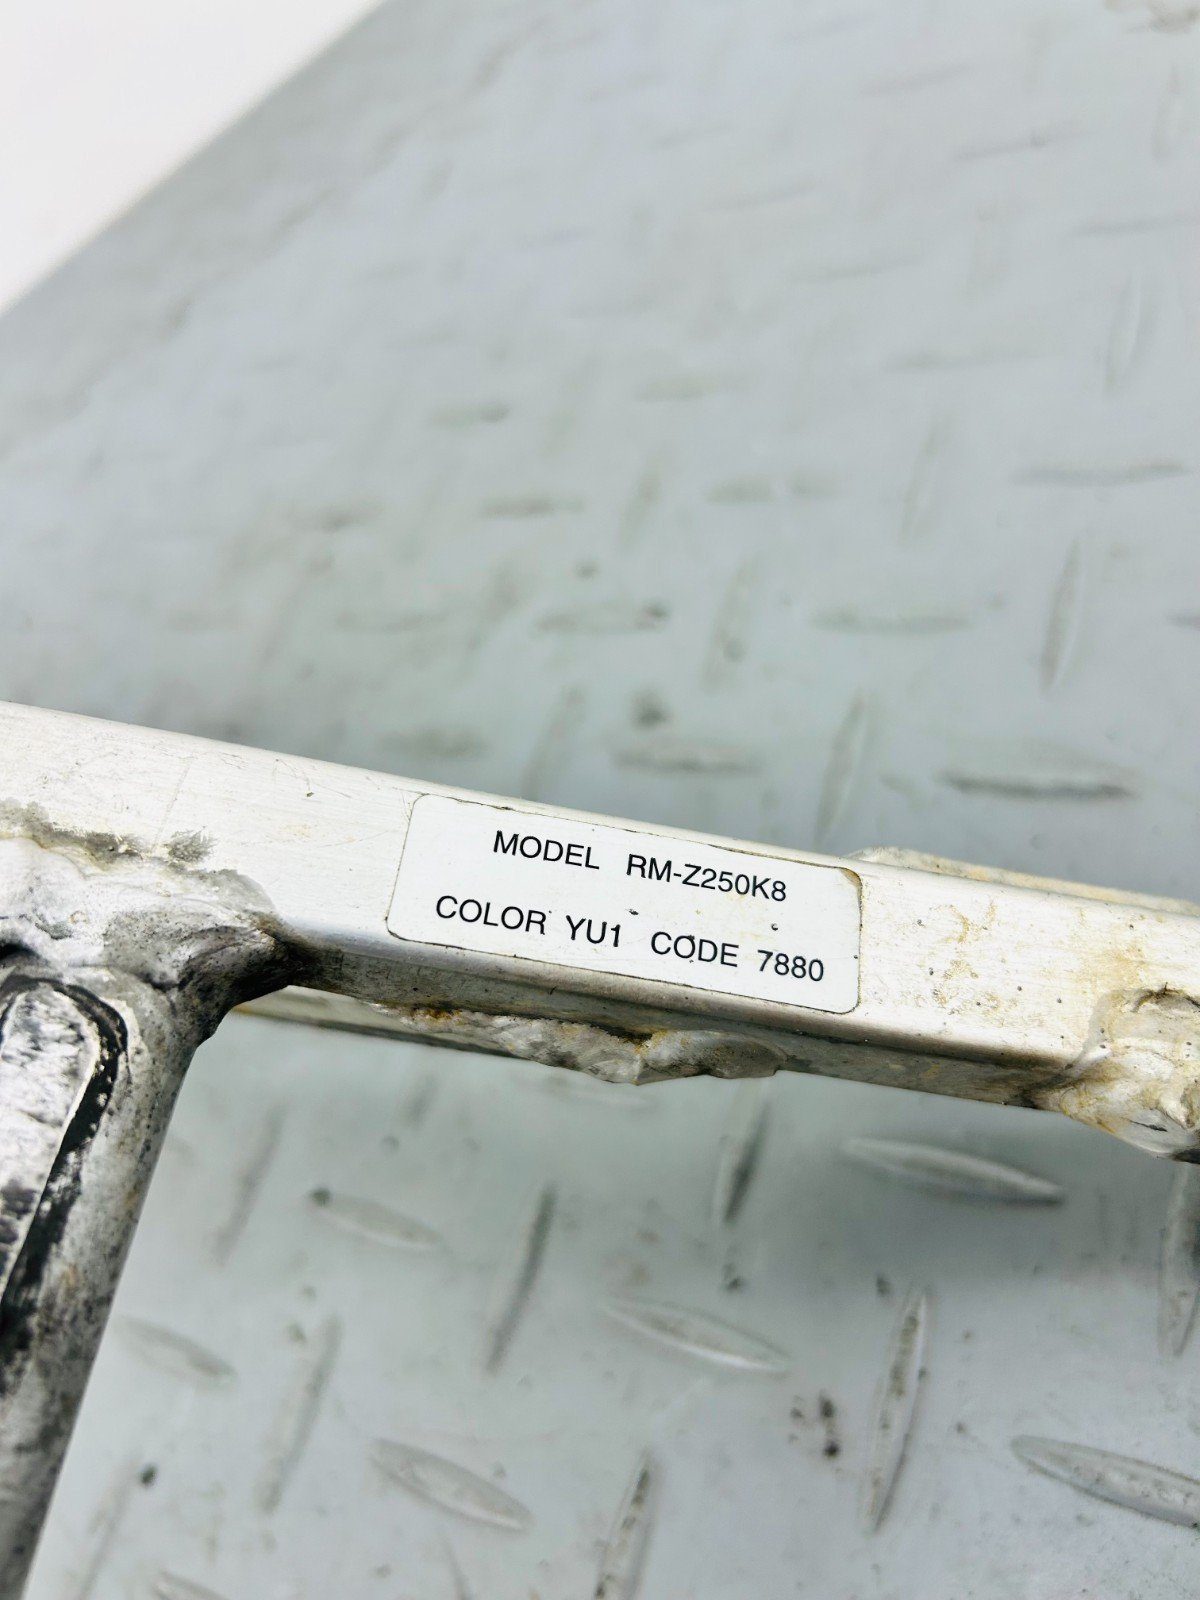 MODEL RM-Z250K8
COLOR YU1 CODE 7880